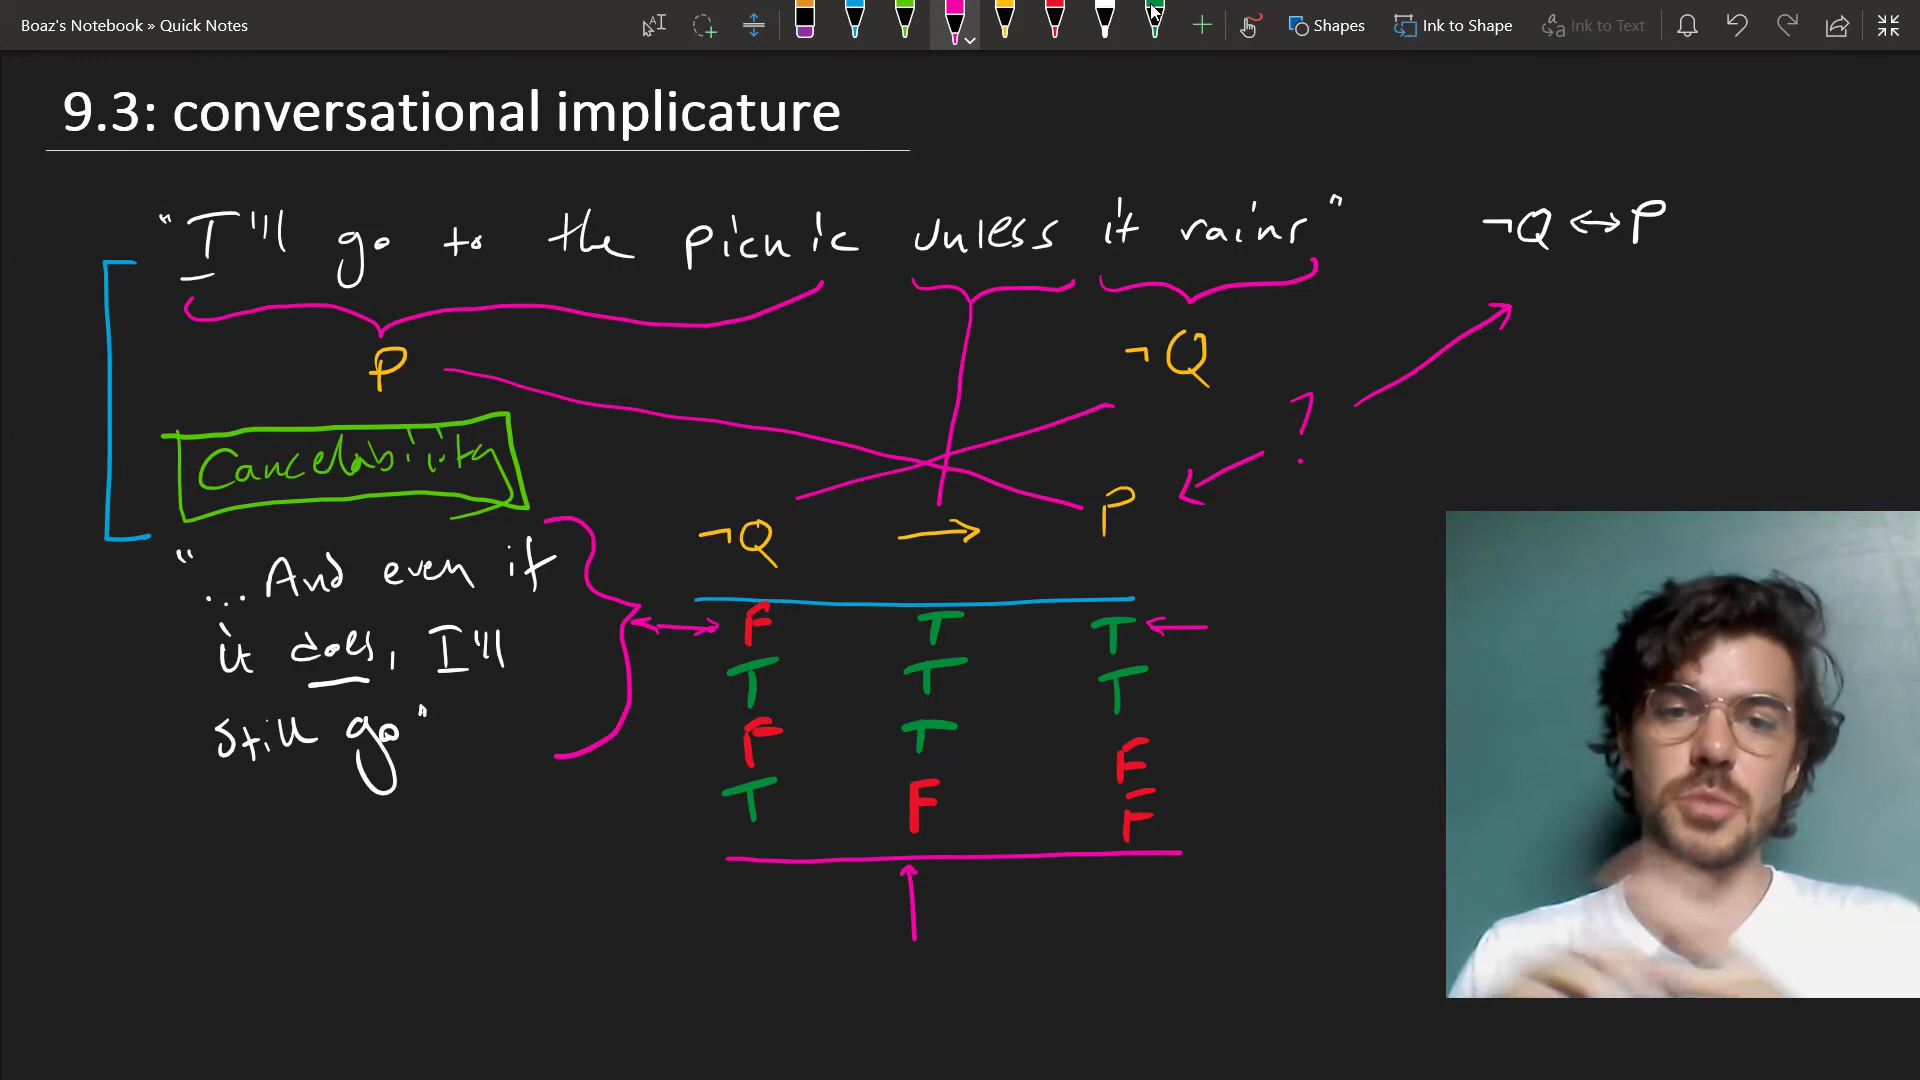 Boaz's Notebook » Quick Notes
Shapes
Ink to Shape
Ink to Text
9.3: conversational implicature
"I'll go to the picnic unless it rains"
¬Q ↔ P
P
¬Q
Cancelability
?
¬Q → P
"...And even if
it does, I'll
still go"
F T T
T T T
F T F
T F F